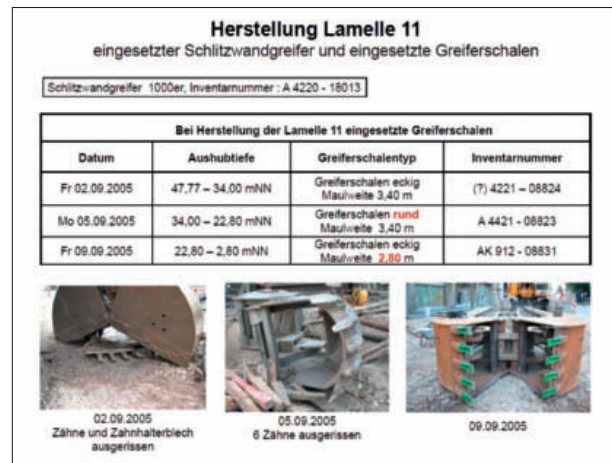 Herstellung Lamelle 11
eingesetzter Schlitzwandgreifer und eingesetzte Greiferschalen
Schlitzwandgreifer 1000er, Inventarnummer : A 4220 - 18013
Bei Herstellung der Lamelle 11 eingesetzte Greiferschalen
Datum Aushubtiefe Greiferschalentyp Inventarnummer
Fr 02.09.2005 47,77 – 34,00 mNN Greiferschalen eckig Maulweite 3,40 m (?) 4221 – 08824
Mo 05.09.2005 34,00 – 22,80 mNN Greiferschalen rund Maulweite 3,40 m A 4421 - 08823
Fr 09.09.2005 22,80 – 2,80 mNN Greiferschalen eckig Maulweite 2,80 m AK 912 - 08831
02.09.2005
Zähne und Zahnhalterblech
ausgerissen
05.09.2005
6 Zähne ausgerissen
09.09.2005